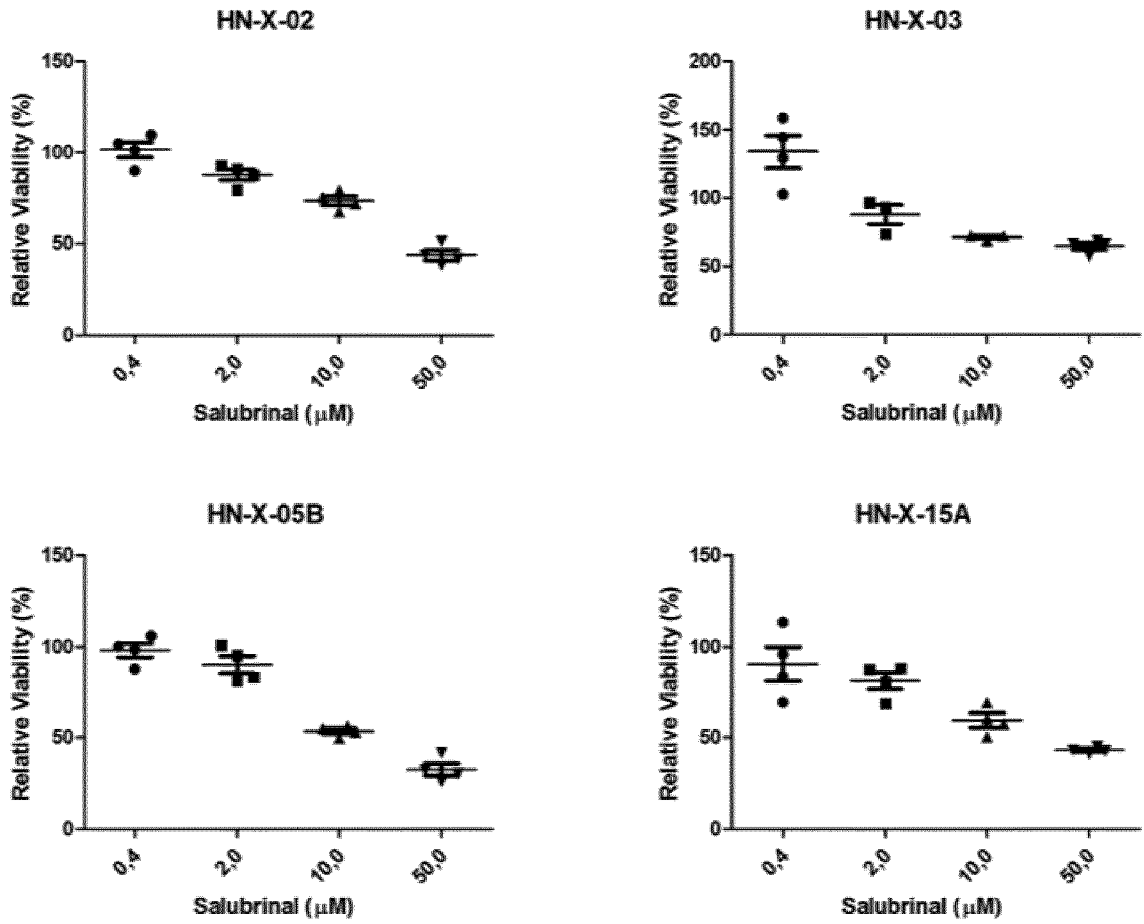 HN-X-02
150
100
50
0
Relative Viability (%)
0,4
2,0
10,0
50,0
Salubrinal (μM)
HN-X-03
200
150
100
50
0
Relative Viability (%)
0,4
2,0
10,0
50,0
Salubrinal (μM)
HN-X-05B
150
100
50
0
Relative Viability (%)
0,4
2,0
10,0
50,0
Salubrinal (μM)
HN-X-15A
150
100
50
0
Relative Viability (%)
0,4
2,0
10,0
50,0
Salubrinal (μM)